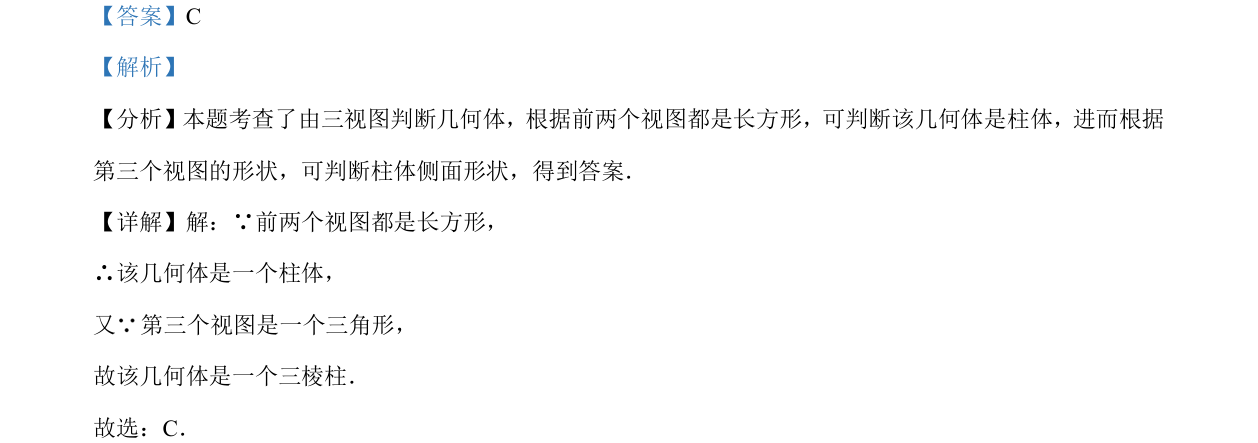 【答案】C
【解析】
【分析】本题考查了由三视图判断几何体，根据前两个视图都是长方形，可判断该几何体是柱体，进而根据
第三个视图的形状，可判断柱体侧面形状，得到答案．
【详解】解：∵前两个视图都是长方形，
∴该几何体是一个柱体，
又∵第三个视图是一个三角形，
故该几何体是一个三棱柱．
故选：C．